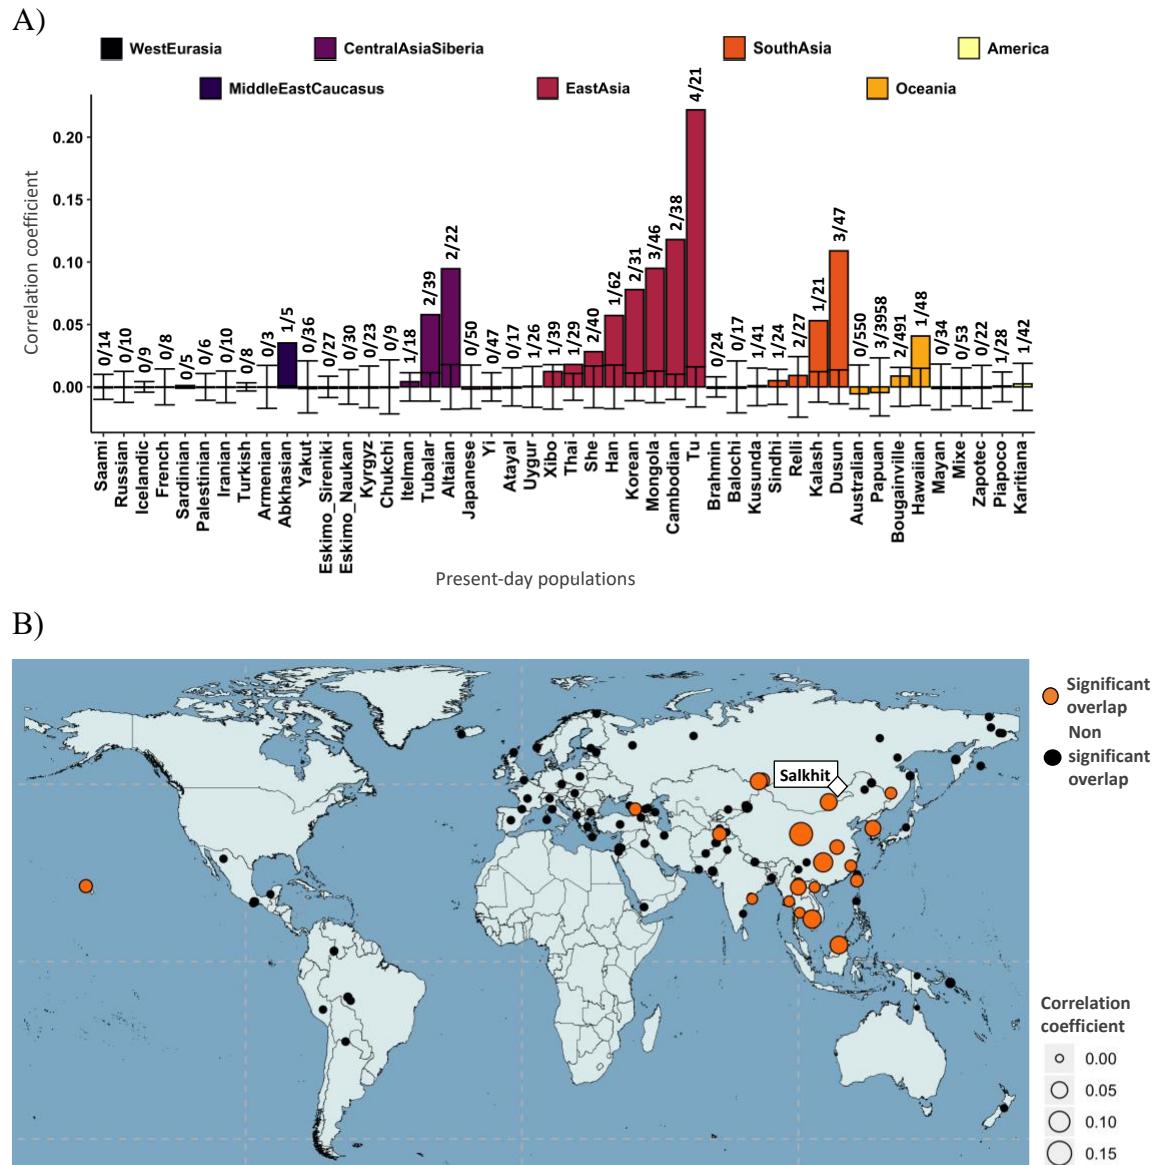 A)
WestEurasia
CentralAsiaSiberia
SouthAsia
America
MiddleEastCaucasus
EastAsia
Oceania
Correlation coefficient
0.20
0.15
0.10
0.05
0.00
0/14
0/10
0/9
0/8
0/5
0/6
0/10
0/8
0/3
1/5
0/36
0/27
0/30
0/23
0/9
1/18
2/39
2/22
0/50
0/47
0/17
1/26
1/39
1/29
2/40
1/62
2/31
3/46
2/38
4/21
0/24
0/17
1/41
1/24
2/27
1/21
3/47
0/550
3/3958
2/491
1/48
0/34
0/53
0/22
1/28
1/42
Saami
Russian
Icelandic
French
Sardinian
Palestinian
Iranian
Turkish
Armenian
Abkhasian
Yakut
Eskimo_Sireniki
Eskimo_Naukan
Kyrgyz
Chukchi
Itelman
Tubalar
Altaian
Japanese
Yi
Atayal
Uygur
Xibo
Thai
She
Han
Korean
Mongola
Cambodian
Tu
Brahmin
Balochi
Kusunda
Sindhi
Relli
Kalash
Dusun
Australian
Papuan
Bougainville
Hawaiian
Mayan
Mixe
Zapotec
Piapoco
Karitiana
Present-day populations
B)
Salkhit
Significant
overlap
Non
significant
overlap
Correlation
coefficient
0.00
0.05
0.10
0.15